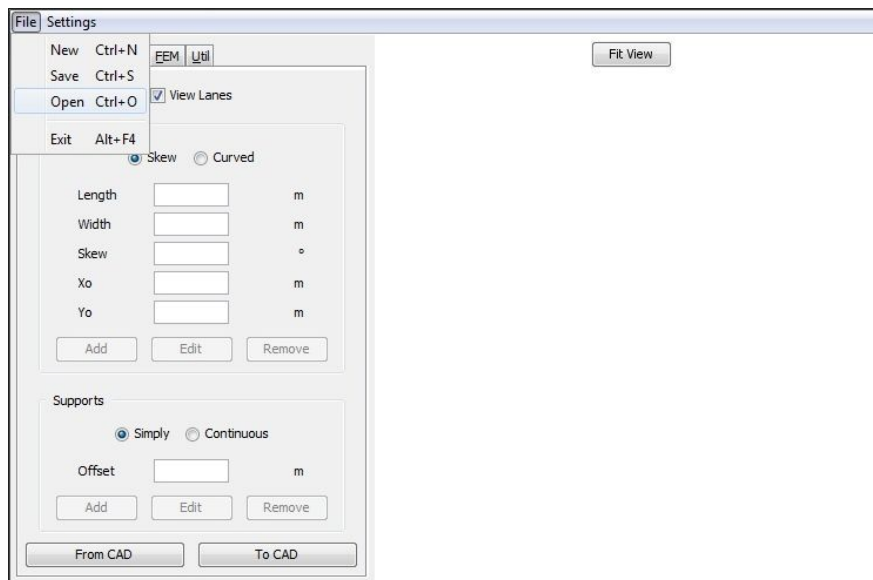 File Settings
New Ctrl+N
Save Ctrl+S
Open Ctrl+O
Exit Alt+F4
FEM Util
Fit View
View Lanes
Skew Curved
Length m
Width m
Skew °
Xo m
Yo m
Add Edit Remove
Supports
Simply Continuous
Offset m
Add Edit Remove
From CAD To CAD